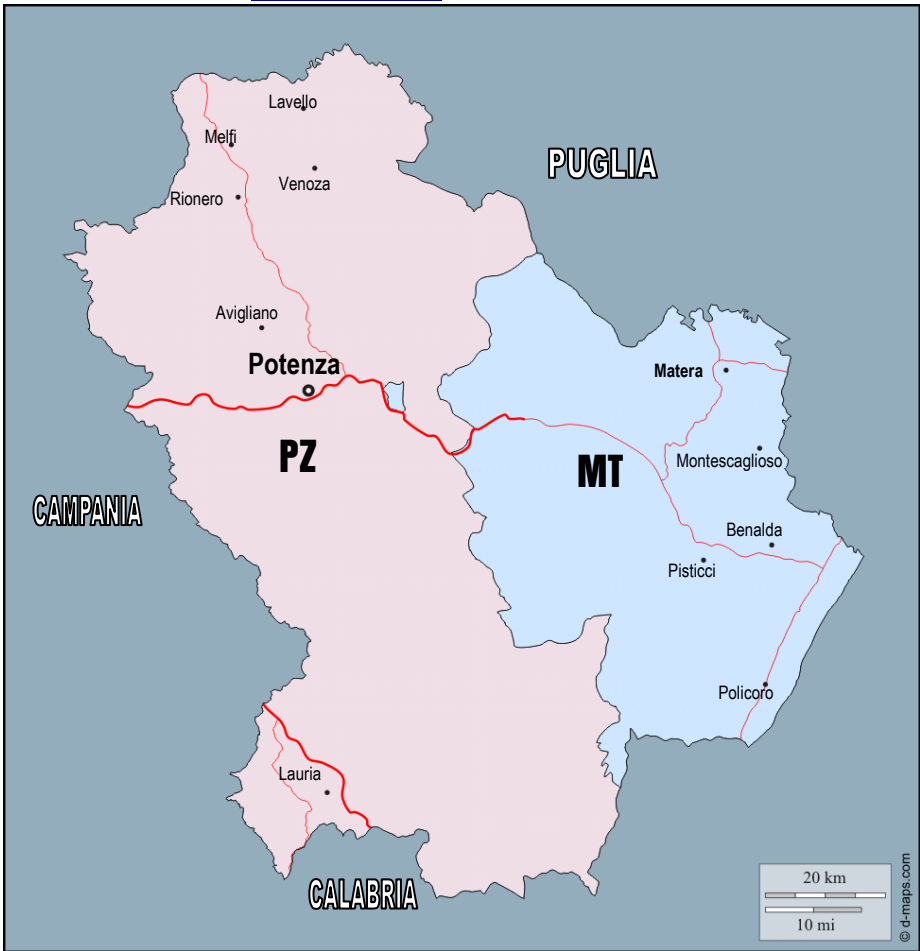 Lavello
Melfi
PUGLIA
Venoza
Rionero
Avigliano
Potenza
Matera
PZ
MT
Montescaglioso
CAMPANIA
Benalda
Pisticci
Policoro
Lauria
CALABRIA
20 km
10 mi
© d-maps.com